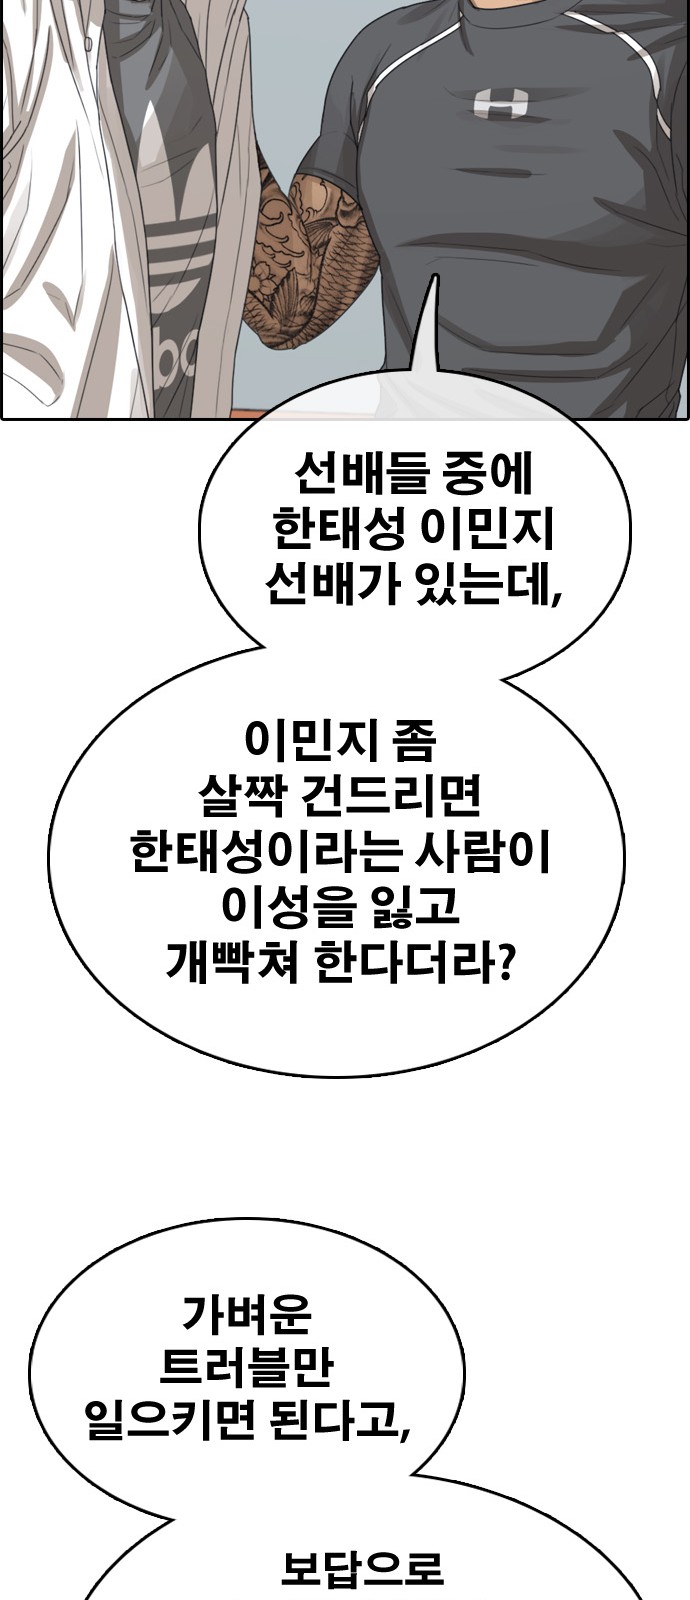 선배들 중에
한태성 이민지
선배가 있는데,
이민지 좀
살짝 건드리면
한태성이라는 사람이
이성을 잃고
개빡쳐 한다더라?
가벼운
트러블만
일으키면 된다고,
보답으로